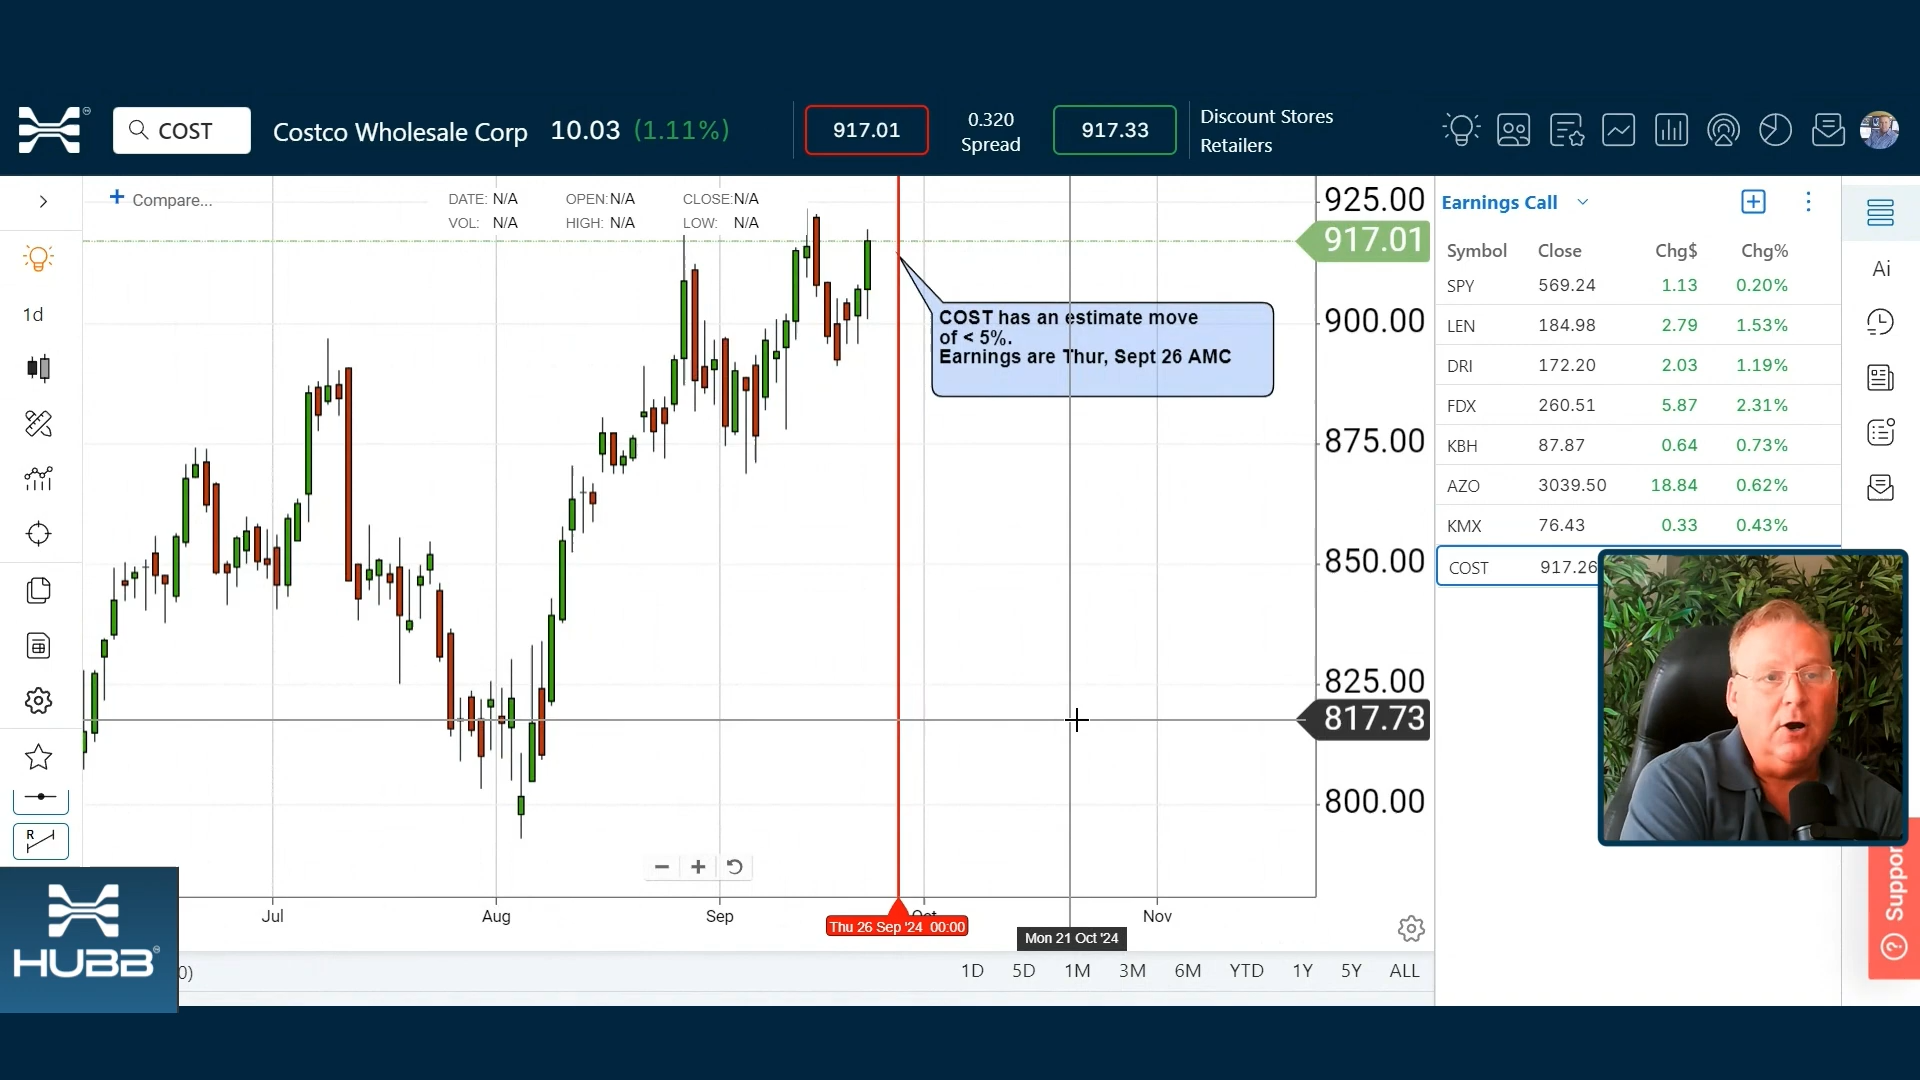 COST
Costco Wholesale Corp 10.03 (1.11%)
917.01
0.320
Spread
917.33
Discount Stores
Retailers
Compare...
DATE: N/A OPEN: N/A CLOSE: N/A
VOL: N/A HIGH: N/A LOW: N/A
1d
925.00
917.01
900.00
875.00
850.00
825.00
817.73
800.00
COST has an estimate move
of < 5%.
Earnings are Thur, Sept 26 AMC
Jul Aug Sep Oct Nov
Thu 26 Sep '24 00:00
Mon 21 Oct '24
1D 5D 1M 3M 6M YTD 1Y 5Y ALL
R
HUBB
0)
Earnings Call
Symbol Close Chg$ Chg%
SPY 569.24 1.13 0.20%
LEN 184.98 2.79 1.53%
DRI 172.20 2.03 1.19%
FDX 260.51 5.87 2.31%
KBH 87.87 0.64 0.73%
AZO 3039.50 18.84 0.62%
KMX 76.43 0.33 0.43%
COST 917.26
Ai
Suppor